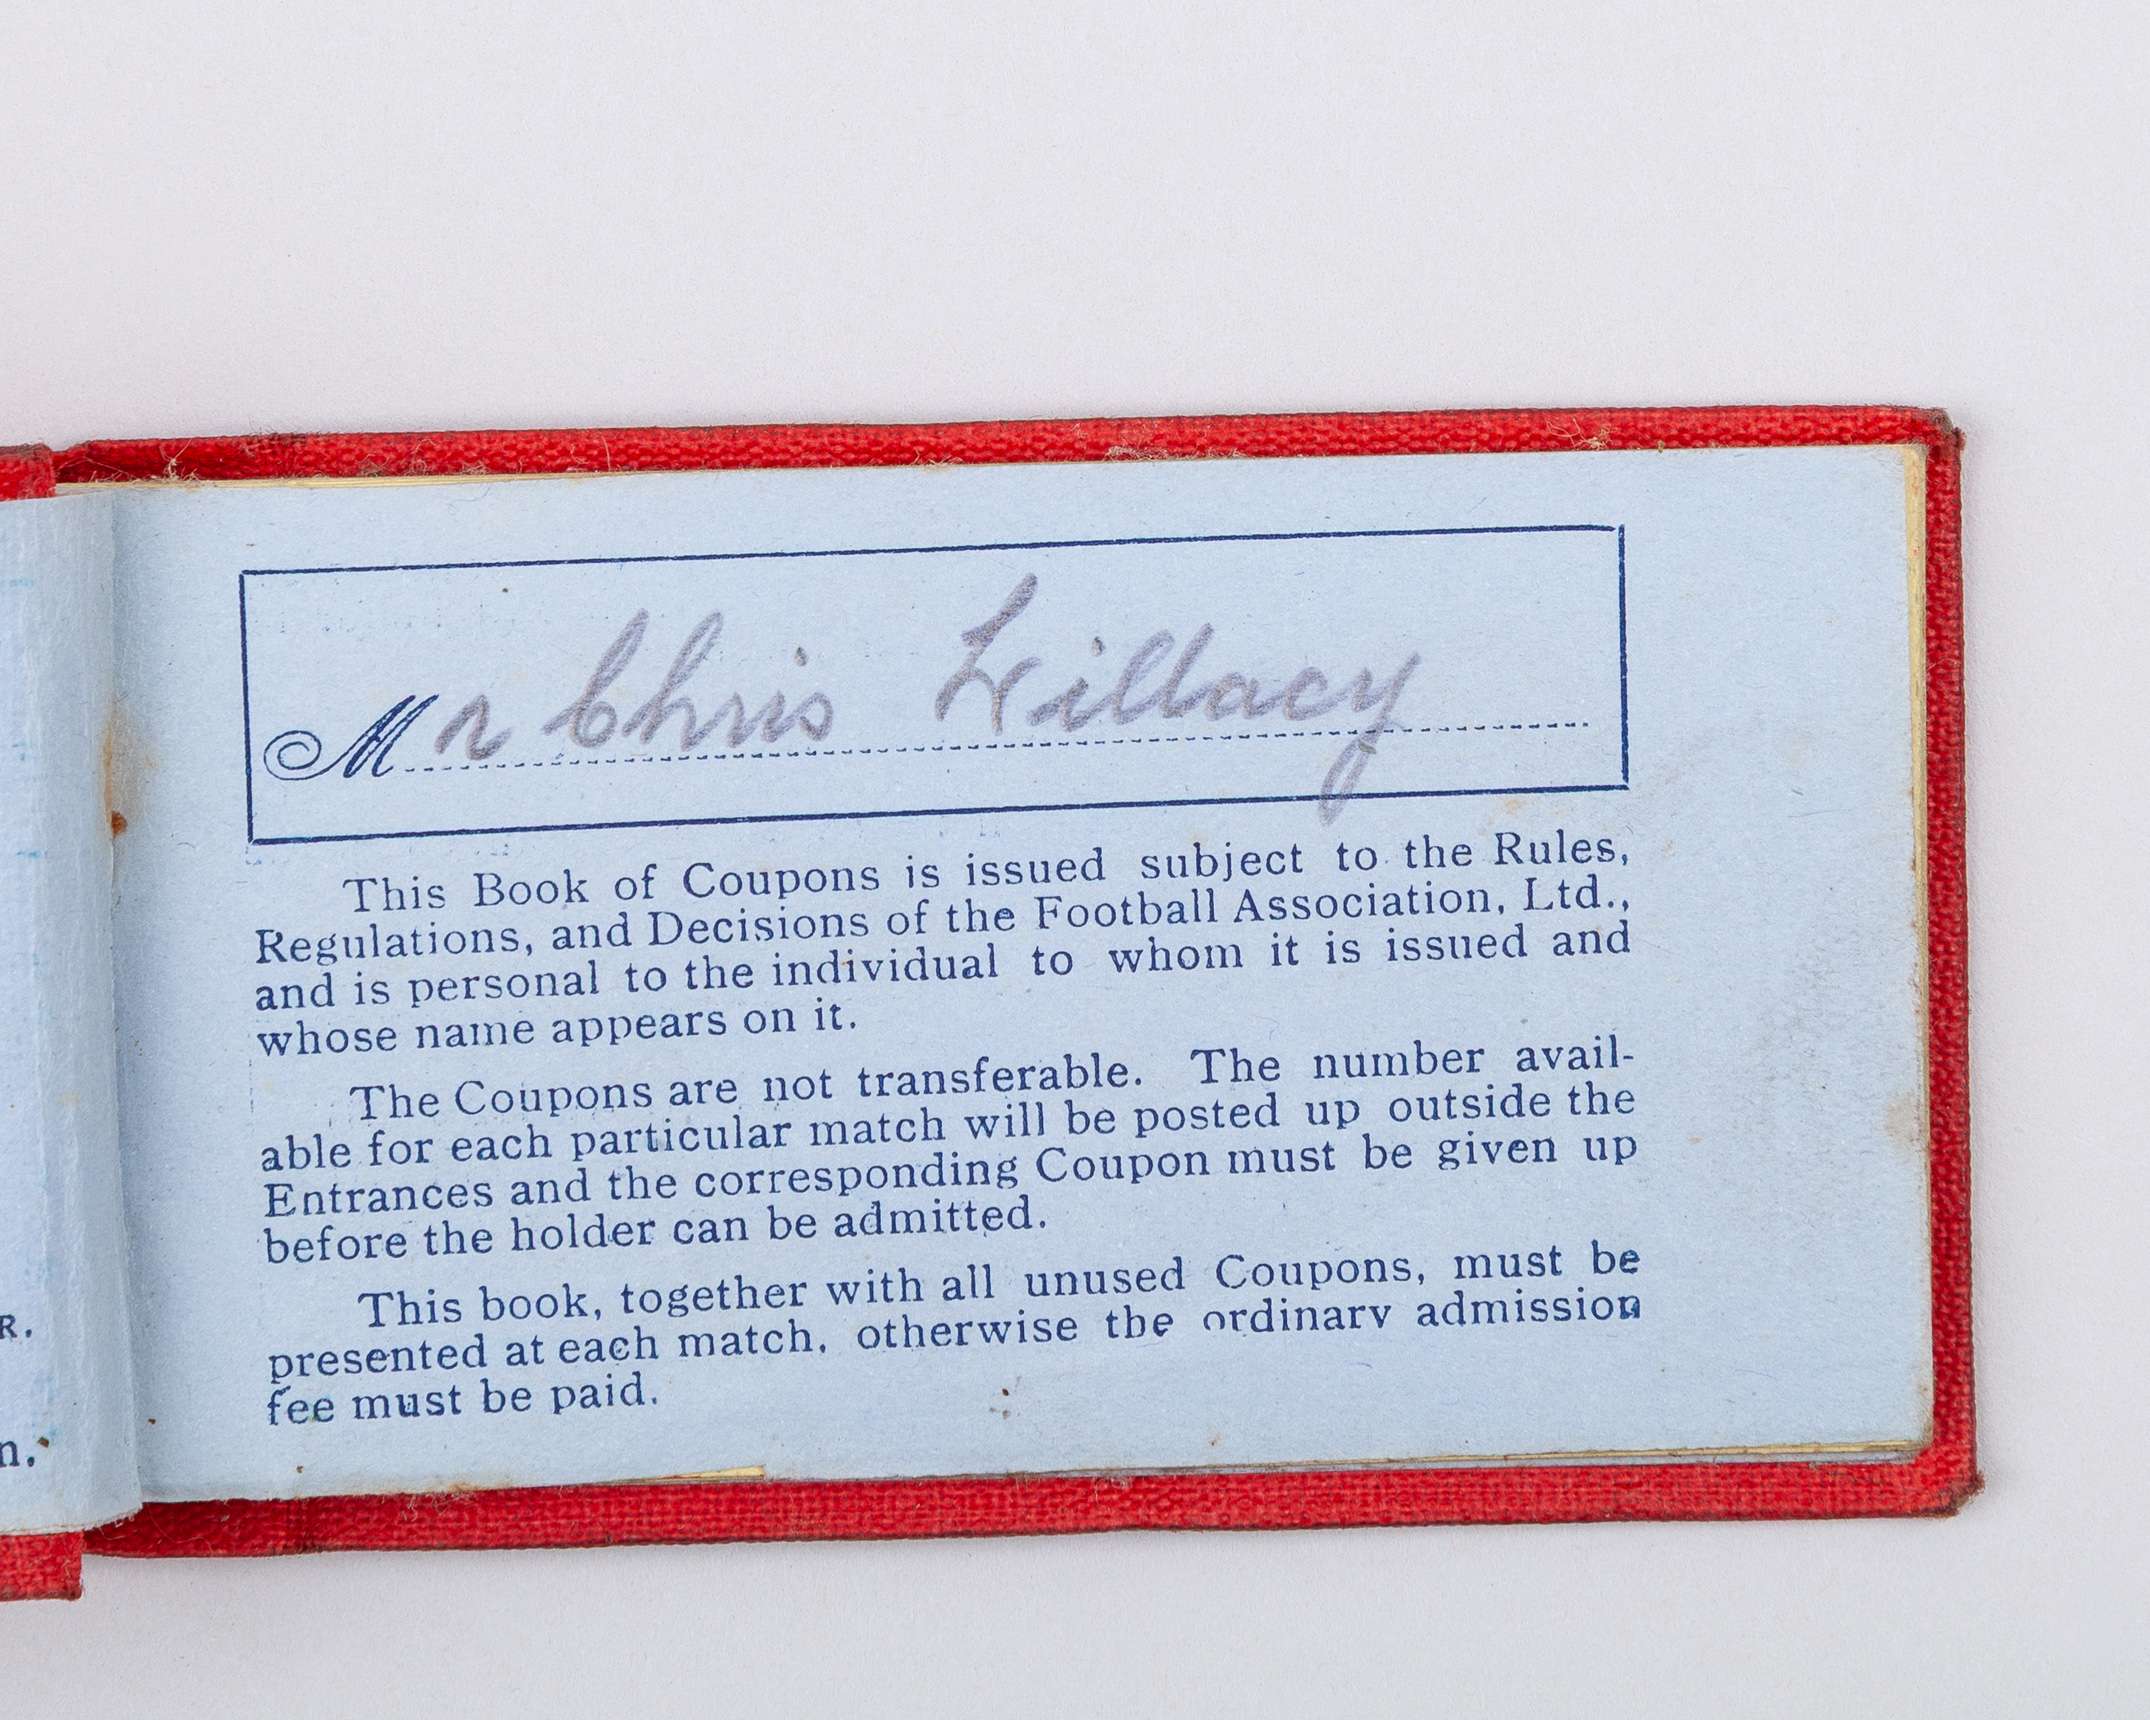 Mr Chris Willacy
This Book of Coupons is issued subject to the Rules,
Regulations, and Decisions of the Football Association, Ltd.,
and is personal to the individual to whom it is issued and
whose name appears on it.
The Coupons are not transferable. The number avail-
able for each particular match will be posted up outside the
Entrances and the corresponding Coupon must be given up
before the holder can be admitted.
This book, together with all unused Coupons, must be
presented at each match, otherwise the ordinary admission
fee must be paid.
R.
n.